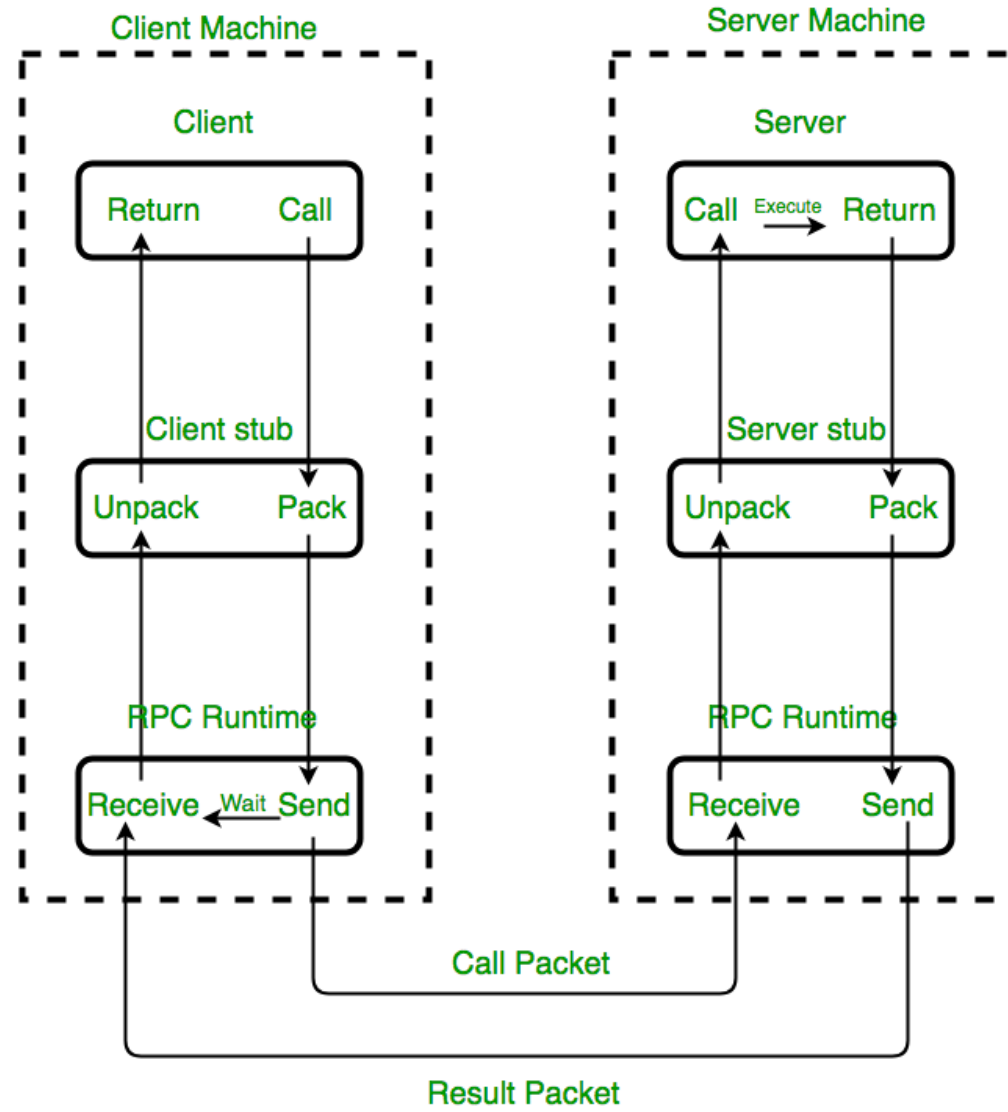 Client Machine
Server Machine
Client
Server
Return Call
Call Execute Return
Client stub
Server stub
Unpack Pack
Unpack Pack
RPC Runtime
RPC Runtime
Receive Wait Send
Receive Send
Call Packet
Result Packet